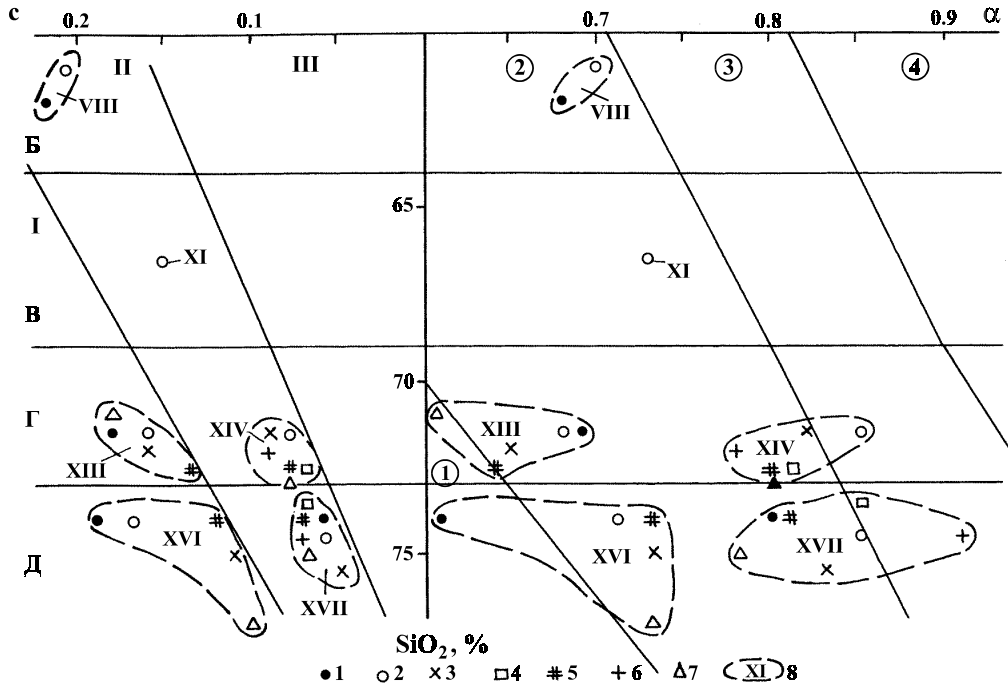 с 0.2 0.1 0.7 0.8 0.9 α
II III ② ③ ④
VIII VIII
Б
65
I
XI XI
В
70
Г
XIV XIII XIV
XIII
①
XVI XVI XVII
75
Д
XVII
SiO₂, %
1 2 3 4 5 6 7 XI 8